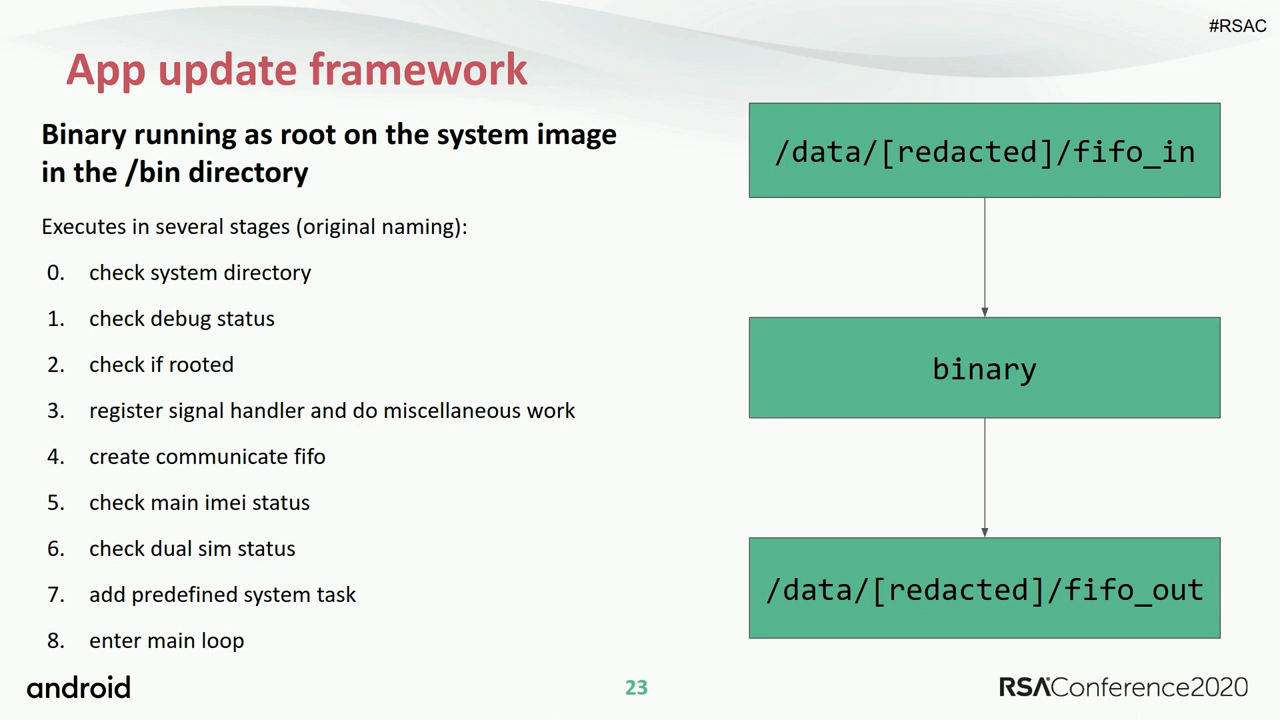 #RSAC
App update framework
Binary running as root on the system image
in the /bin directory
Executes in several stages (original naming):
0. check system directory
1. check debug status
2. check if rooted
3. register signal handler and do miscellaneous work
4. create communicate fifo
5. check main imei status
6. check dual sim status
7. add predefined system task
8. enter main loop
/data/[redacted]/fifo_in
binary
/data/[redacted]/fifo_out
android
23
RSAConference2020